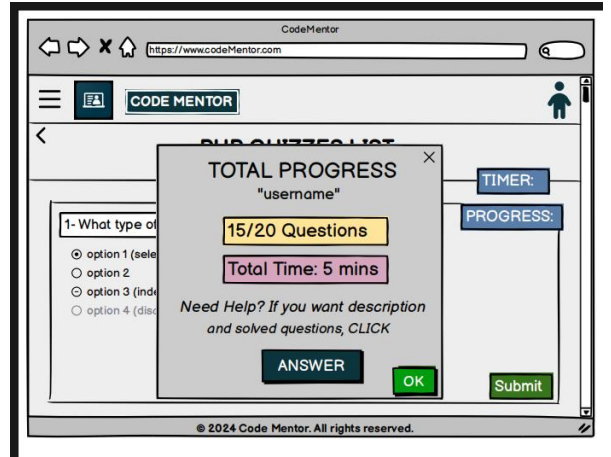 CodeMentor
https://www.codeMentor.com
CODE MENTOR
TOTAL PROGRESS
"username"
TIMER:
PROGRESS:
1- What type of
option 1 (sele
option 2
option 3 (inde
option 4 (disa
15/20 Questions
Total Time: 5 mins
Need Help? If you want description
and solved questions, CLICK
ANSWER
OK
Submit
© 2024 Code Mentor. All rights reserved.